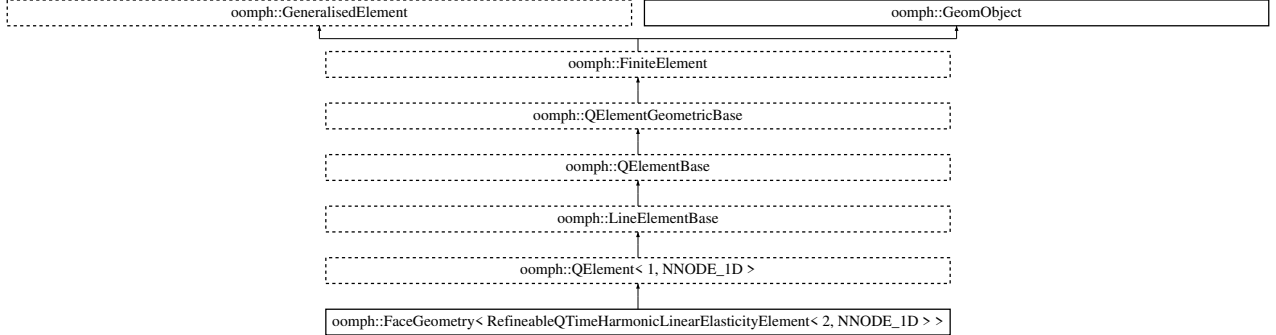 oomph::GeneralisedElement
oomph::GeomObject
oomph::FiniteElement
oomph::QElementGeometricBase
oomph::QElementBase
oomph::LineElementBase
oomph::QElement< 1, NNODE_1D >
oomph::FaceGeometry< RefineableQTimeHarmonicLinearElasticityElement< 2, NNODE_1D > >